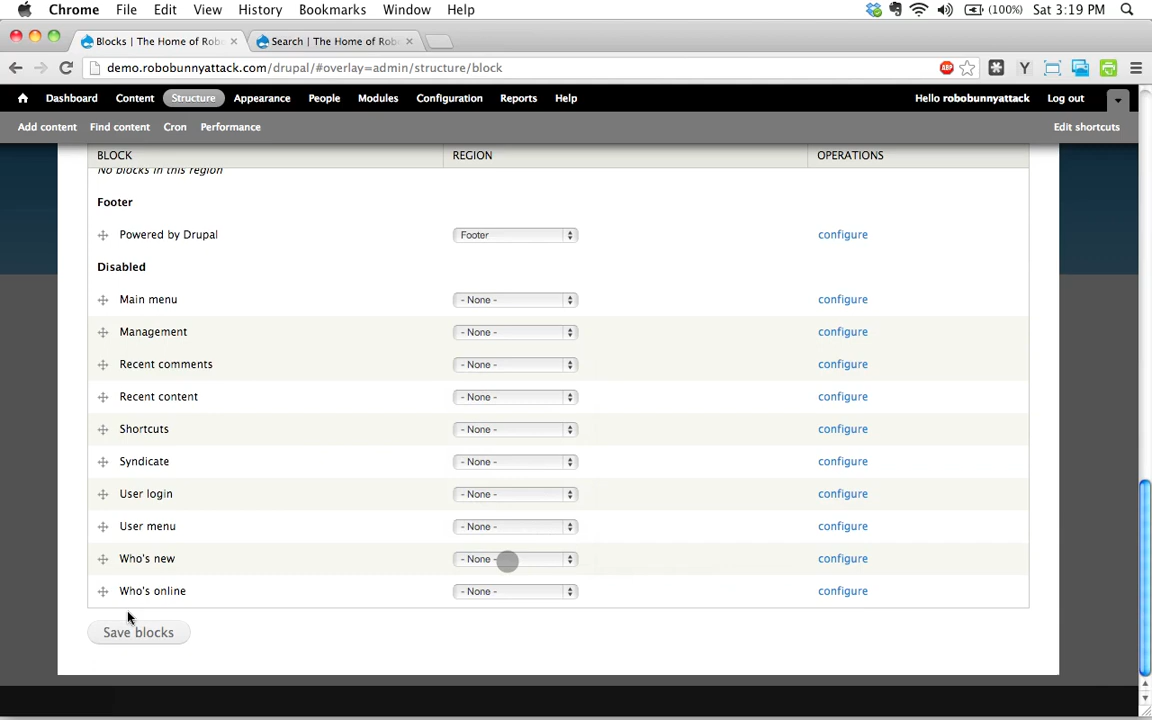 Chrome File Edit View History Bookmarks Window Help (100%) Sat 3:19 PM
Blocks | The Home of Rob Search | The Home of Rob
demo.robobunnyattack.com/drupal/#overlay=admin/structure/block ABP Y
Dashboard Content Structure Appearance People Modules Configuration Reports Help Hello robobunnyattack Log out
Add content Find content Cron Performance Edit shortcuts
BLOCK REGION OPERATIONS
No blocks in this region
Footer
Powered by Drupal Footer configure
Disabled
Main menu - None - configure
Management - None - configure
Recent comments - None - configure
Recent content - None - configure
Shortcuts - None - configure
Syndicate - None - configure
User login - None - configure
User menu - None - configure
Who's new - None - configure
Who's online - None - configure
Save blocks